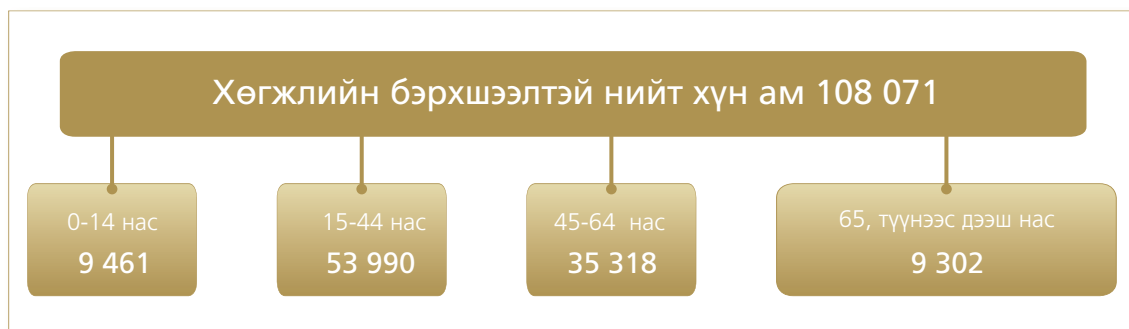 Хөгжлийн бэрхшээлтэй нийт хүн ам 108 071
0-14 нас
9 461
15-44 нас
53 990
45-64 нас
35 318
65, түүнээс дээш нас
9 302